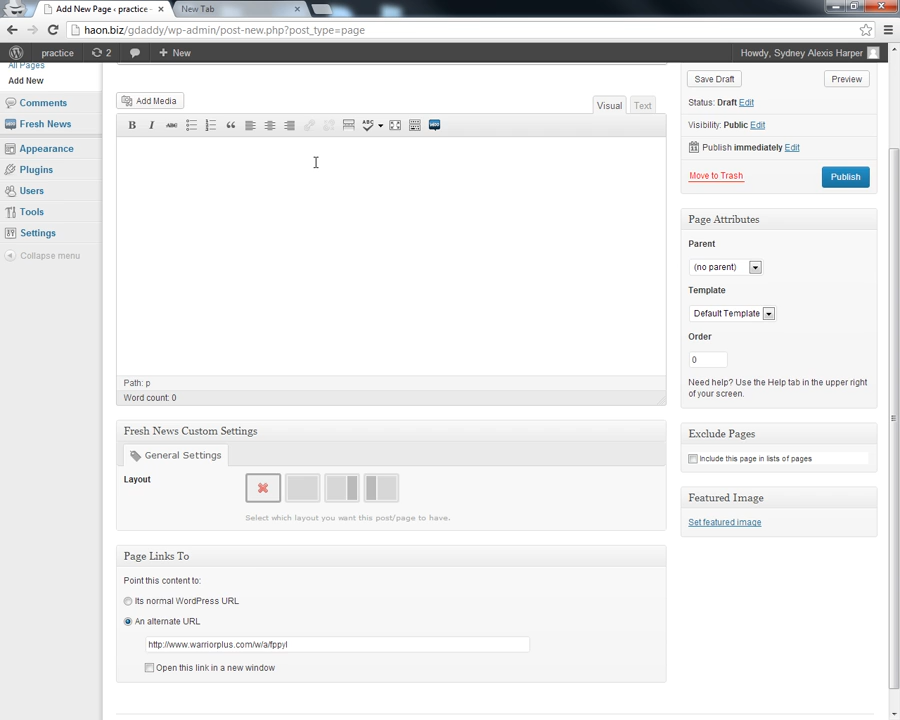 Add New Page ‹ practice ·
New Tab
haon.biz/gdaddy/wp-admin/post-new.php?post_type=page
practice
2
New
Howdy, Sydney Alexis Harper
All Pages
Add New
Comments
Fresh News
Appearance
Plugins
Users
Tools
Settings
Collapse menu
Add Media
Visual
Text
B I ABC
ABC
Path: p
Word count: 0
Fresh News Custom Settings
General Settings
Layout
Select which layout you want this post/page to have.
Page Links To
Point this content to:
Its normal WordPress URL
An alternate URL
http://www.warriorplus.com/w/a/fppyl
Open this link in a new window
Save Draft
Preview
Status: Draft Edit
Visibility: Public Edit
Publish immediately Edit
Move to Trash
Publish
Page Attributes
Parent
(no parent)
Template
Default Template
Order
0
Need help? Use the Help tab in the upper right
of your screen.
Exclude Pages
Include this page in lists of pages
Featured Image
Set featured image